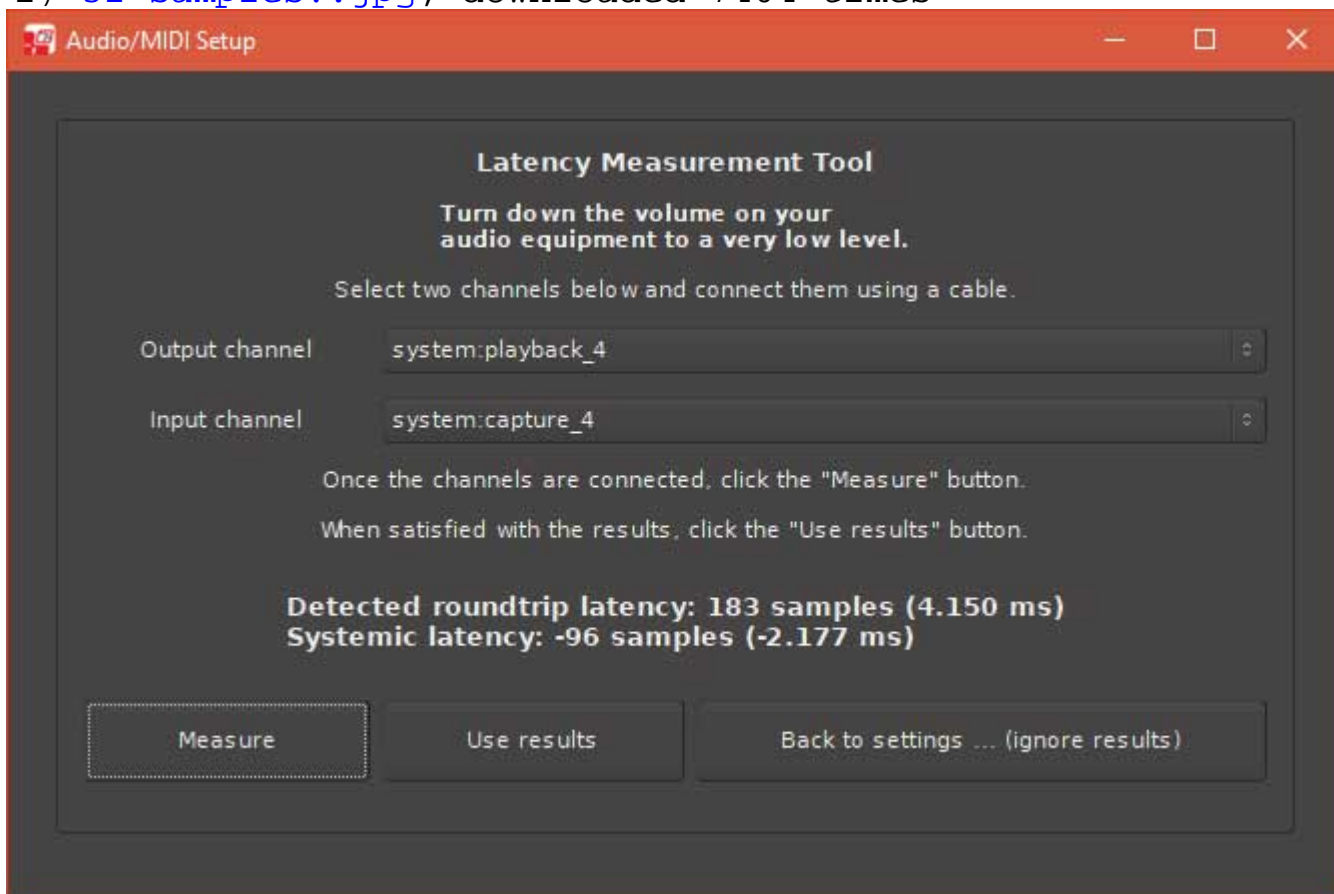 downloaded
Audio/MIDI Setup
Latency Measurement Tool
Turn down the volume on your
audio equipment to a very low level.
Select two channels below and connect them using a cable.
Output channel system:playback_4
Input channel system:capture_4
Once the channels are connected, click the "Measure" button.
When satisfied with the results, click the "Use results" button.
Detected roundtrip latency: 183 samples (4.150 ms)
Systemic latency: -96 samples (-2.177 ms)
Measure Use results Back to settings ... (ignore results)